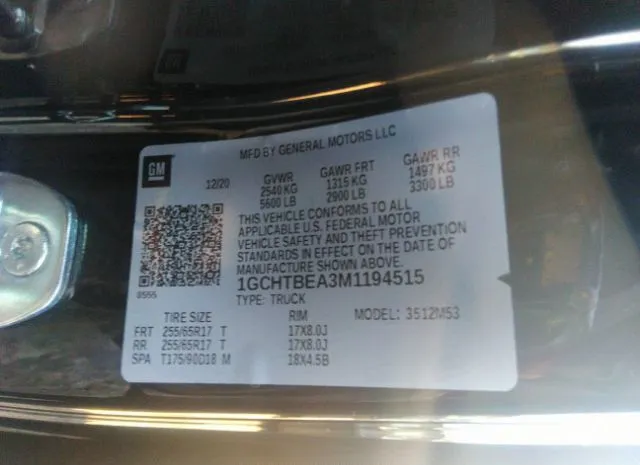 MFD BY GENERAL MOTORS LLC
GM
12/20
GVWR GAWR FRT GAWR RR
2540 KG 1315 KG 1497 KG
5600 LB 2900 LB 3300 LB
THIS VEHICLE CONFORMS TO ALL
APPLICABLE U.S. FEDERAL MOTOR
VEHICLE SAFETY AND THEFT PREVENTION
STANDARDS IN EFFECT ON THE DATE OF
MANUFACTURE SHOWN ABOVE.
0555
1GCHTBEA3M1194515
TYPE: TRUCK
MODEL: 3512M53
TIRE SIZE RIM
FRT 255/65R17 T 17X8.0J
RR 255/65R17 T 17X8.0J
SPA T175/90D18 M 18X4.5B